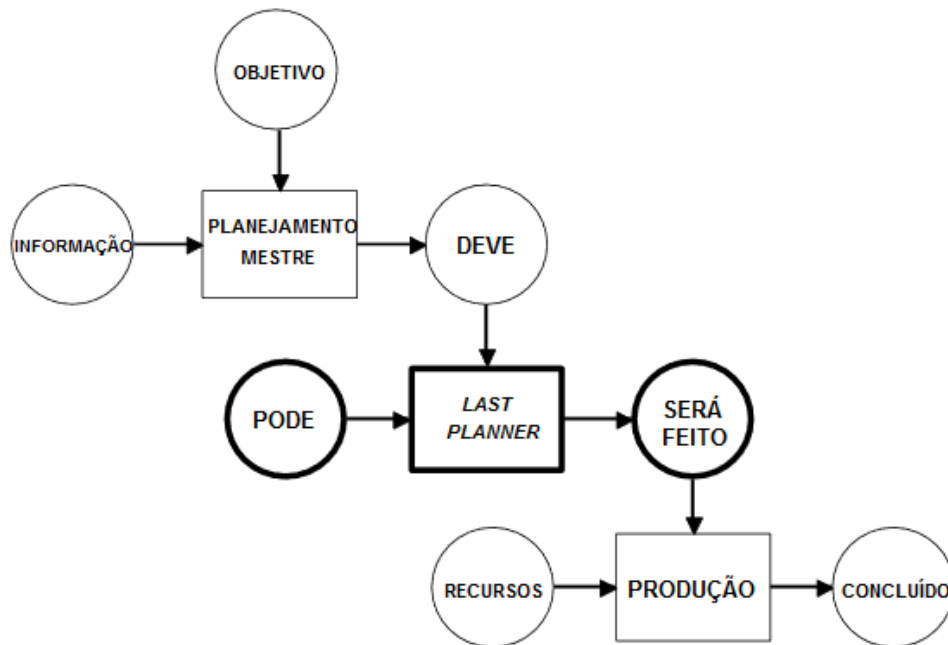 OBJETIVO
INFORMAÇÃO
PLANEJAMENTO
MESTRE
DEVE
PODE
LAST
PLANNER
SERÁ
FEITO
RECURSOS
PRODUÇÃO
CONCLUÍDO